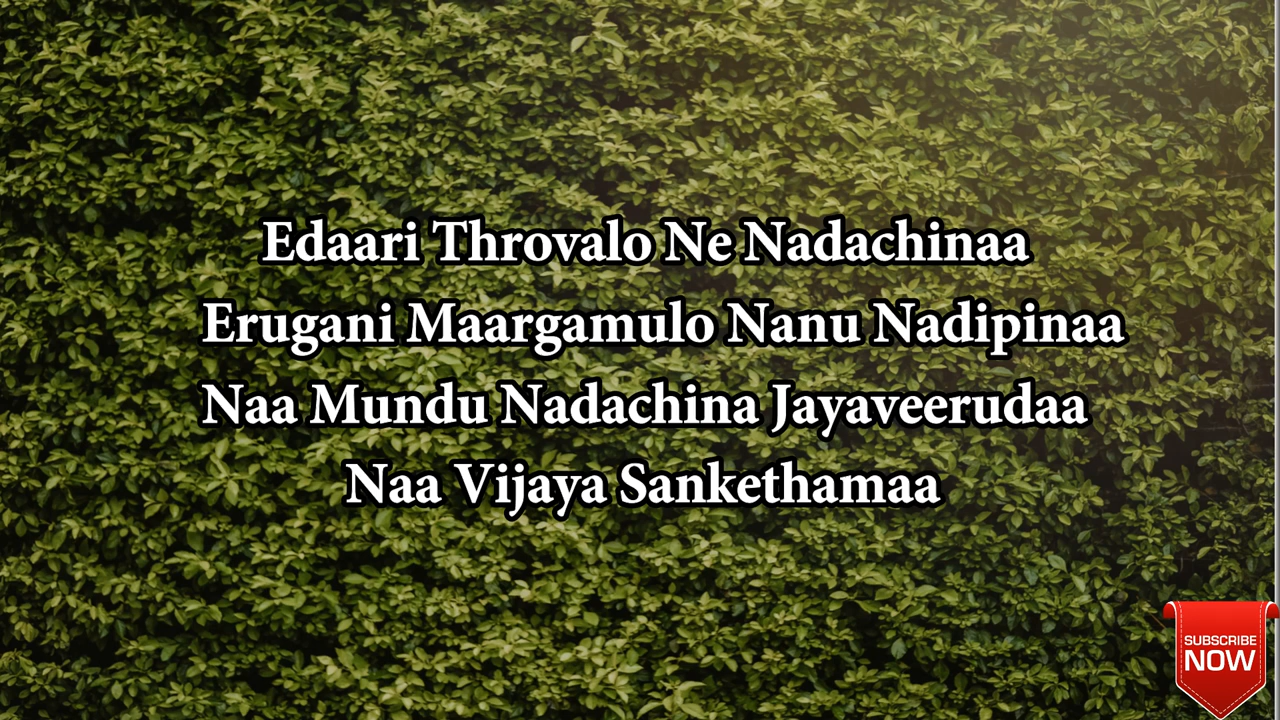 Edaari Throvalo Ne Nadachinaa
Erugani Maargamulo Nanu Nadipinaa
Naa Mundu Nadachina Jayaveerudaa
Naa Vijaya Sankethamaa
SUBSCRIBE
NOW